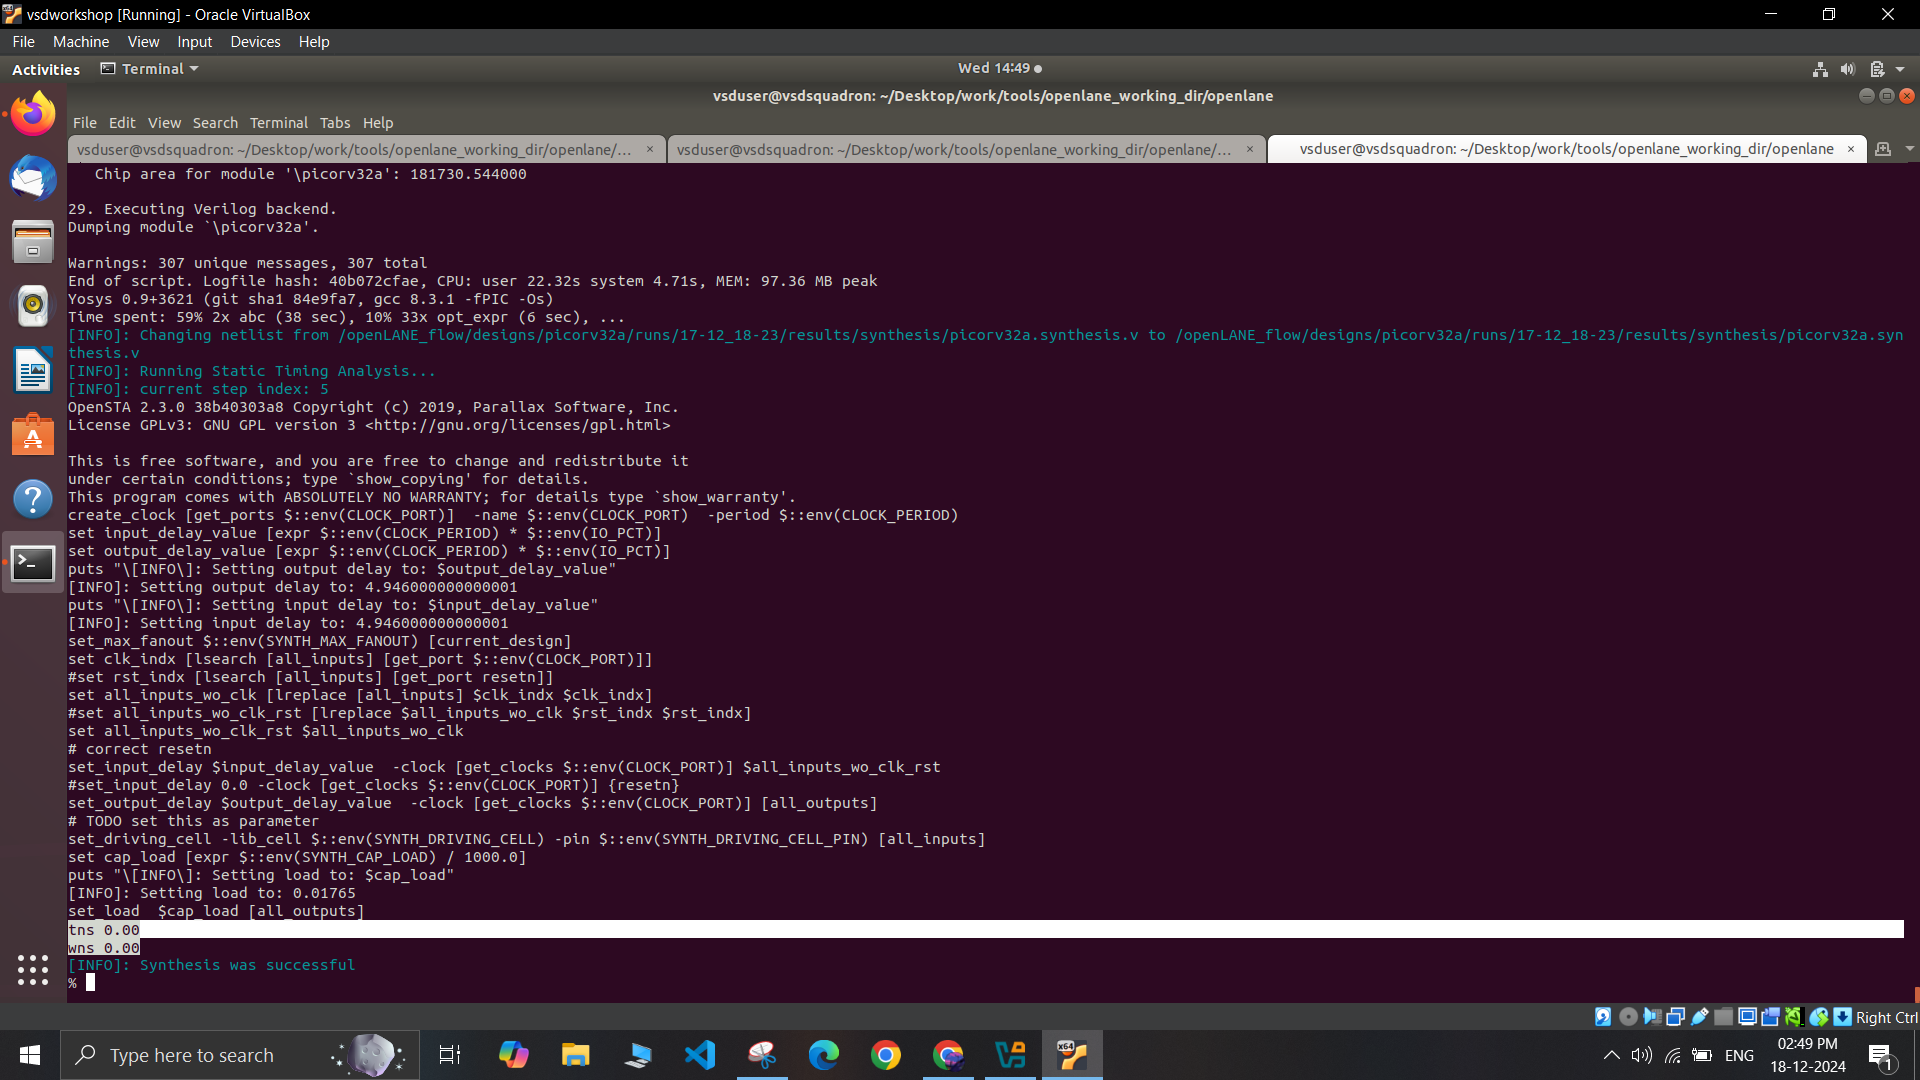 vsdworkshop [Running] - Oracle VirtualBox
File Machine View Input Devices Help
Activities Terminal Wed 14:49
vsduser@vsdsquadron: ~/Desktop/work/tools/openlane_working_dir/openlane
File Edit View Search Terminal Tabs Help
vsduser@vsdsquadron: ~/Desktop/work/tools/openlane_working_dir/openlane/... × vsduser@vsdsquadron: ~/Desktop/work/tools/openlane_working_dir/openlane/... × vsduser@vsdsquadron: ~/Desktop/work/tools/openlane_working_dir/openlane ×
Chip area for module '\picorv32a': 181730.544000
29. Executing Verilog backend.
Dumping module `\picorv32a'.
Warnings: 307 unique messages, 307 total
End of script. Logfile hash: 40b072cfae, CPU: user 22.32s system 4.71s, MEM: 97.36 MB peak
Yosys 0.9+3621 (git sha1 84e9fa7, gcc 8.3.1 -fPIC -Os)
Time spent: 59% 2x abc (38 sec), 10% 33x opt_expr (6 sec), ...
[INFO]: Changing netlist from /openLANE_flow/designs/picorv32a/runs/17-12_18-23/results/synthesis/picorv32a.synthesis.v to /openLANE_flow/designs/picorv32a/runs/17-12_18-23/results/synthesis/picorv32a.syn
thesis.v
[INFO]: Running Static Timing Analysis...
[INFO]: current step index: 5
OpenSTA 2.3.0 38b40303a8 Copyright (c) 2019, Parallax Software, Inc.
License GPLv3: GNU GPL version 3 <http://gnu.org/licenses/gpl.html>
This is free software, and you are free to change and redistribute it
under certain conditions; type `show_copying' for details.
This program comes with ABSOLUTELY NO WARRANTY; for details type `show_warranty'.
create_clock [get_ports $::env(CLOCK_PORT)]  -name $::env(CLOCK_PORT)  -period $::env(CLOCK_PERIOD)
set input_delay_value [expr $::env(CLOCK_PERIOD) * $::env(IO_PCT)]
set output_delay_value [expr $::env(CLOCK_PERIOD) * $::env(IO_PCT)]
puts "\[INFO\]: Setting output delay to: $output_delay_value"
[INFO]: Setting output delay to: 4.946000000000001
puts "\[INFO\]: Setting input delay to: $input_delay_value"
[INFO]: Setting input delay to: 4.946000000000001
set_max_fanout $::env(SYNTH_MAX_FANOUT) [current_design]
set clk_indx [lsearch [all_inputs] [get_port $::env(CLOCK_PORT)]]
#set rst_indx [lsearch [all_inputs] [get_port resetn]]
set all_inputs_wo_clk [lreplace [all_inputs] $clk_indx $clk_indx]
#set all_inputs_wo_clk_rst [lreplace $all_inputs_wo_clk $rst_indx $rst_indx]
set all_inputs_wo_clk_rst $all_inputs_wo_clk
# correct resetn
set_input_delay $input_delay_value  -clock [get_clocks $::env(CLOCK_PORT)] $all_inputs_wo_clk_rst
#set_input_delay 0.0 -clock [get_clocks $::env(CLOCK_PORT)] {resetn}
set_output_delay $output_delay_value  -clock [get_clocks $::env(CLOCK_PORT)] [all_outputs]
# TODO set this as parameter
set_driving_cell -lib_cell $::env(SYNTH_DRIVING_CELL) -pin $::env(SYNTH_DRIVING_CELL_PIN) [all_inputs]
set cap_load [expr $::env(SYNTH_CAP_LOAD) / 1000.0]
puts "\[INFO\]: Setting load to: $cap_load"
[INFO]: Setting load to: 0.01765
set_load  $cap_load [all_outputs]
tns 0.00
wns 0.00
[INFO]: Synthesis was successful
%
Right Ctrl
Type here to search
ENG
02:49 PM
18-12-2024
1